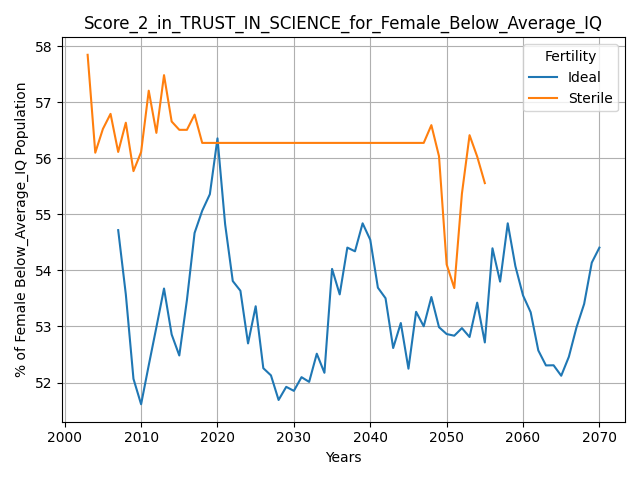 Score_2_in_TRUST_IN_SCIENCE_for_Female_Below_Average_IQ
Fertility
Ideal
Sterile
% of Female Below_Average_IQ Population
58
57
56
55
54
53
52
2000
2010
2020
2030
2040
2050
2060
2070
Years